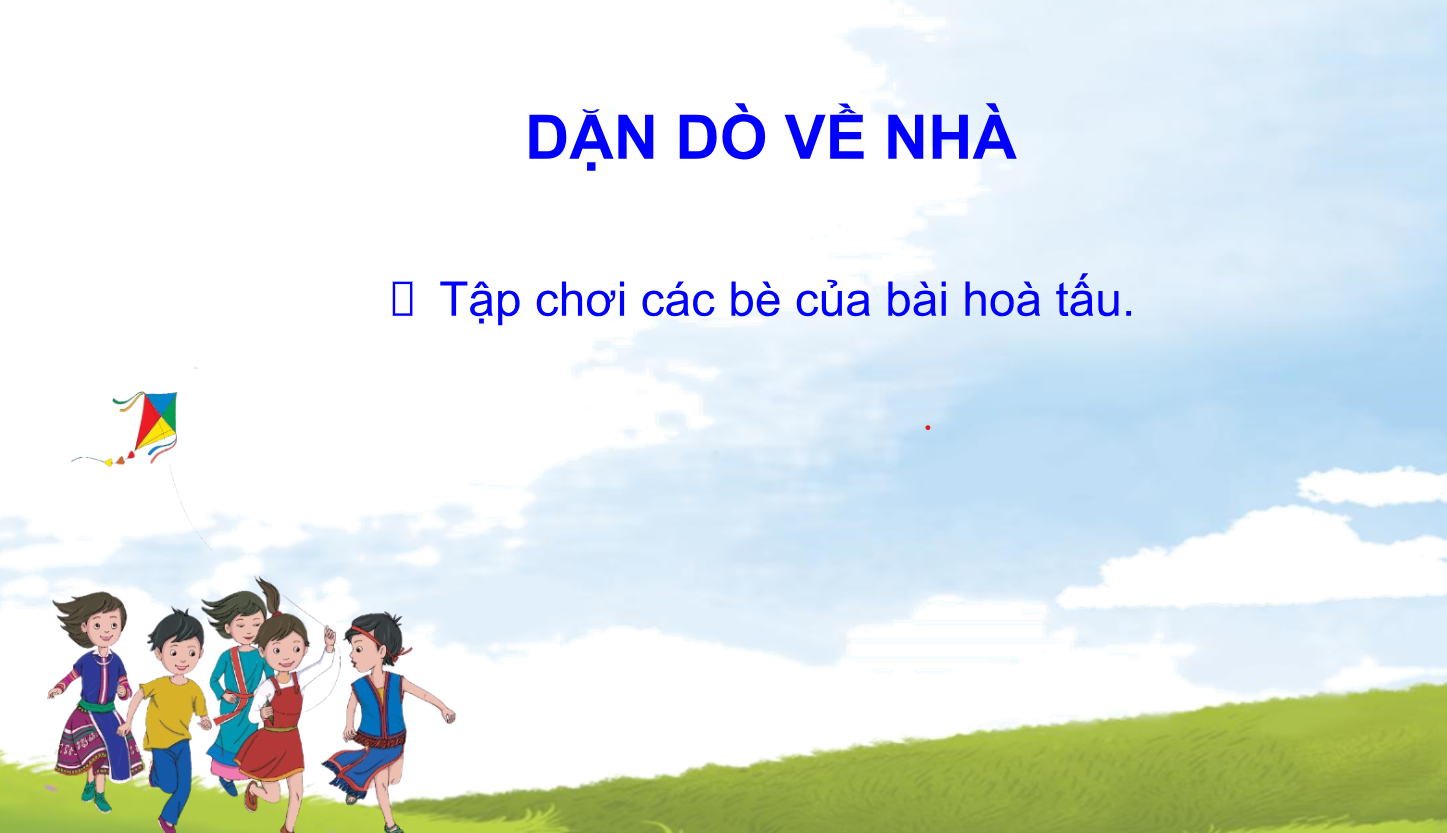 DẶN DÒ VỀ NHÀ
Tập chơi các bè của bài hoà tấu.